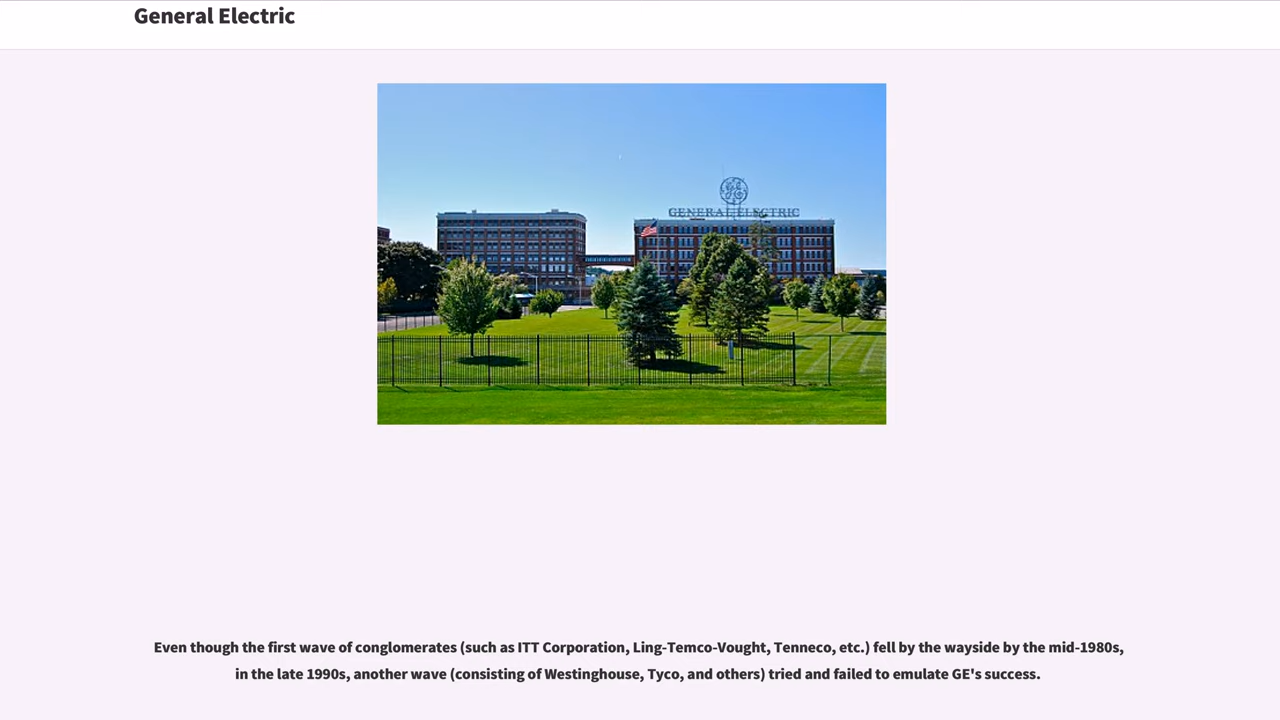 General Electric
GENERAL ELECTRIC
Even though the first wave of conglomerates (such as ITT Corporation, Ling-Temco-Vought, Tenneco, etc.) fell by the wayside by the mid-1980s,
in the late 1990s, another wave (consisting of Westinghouse, Tyco, and others) tried and failed to emulate GE's success.